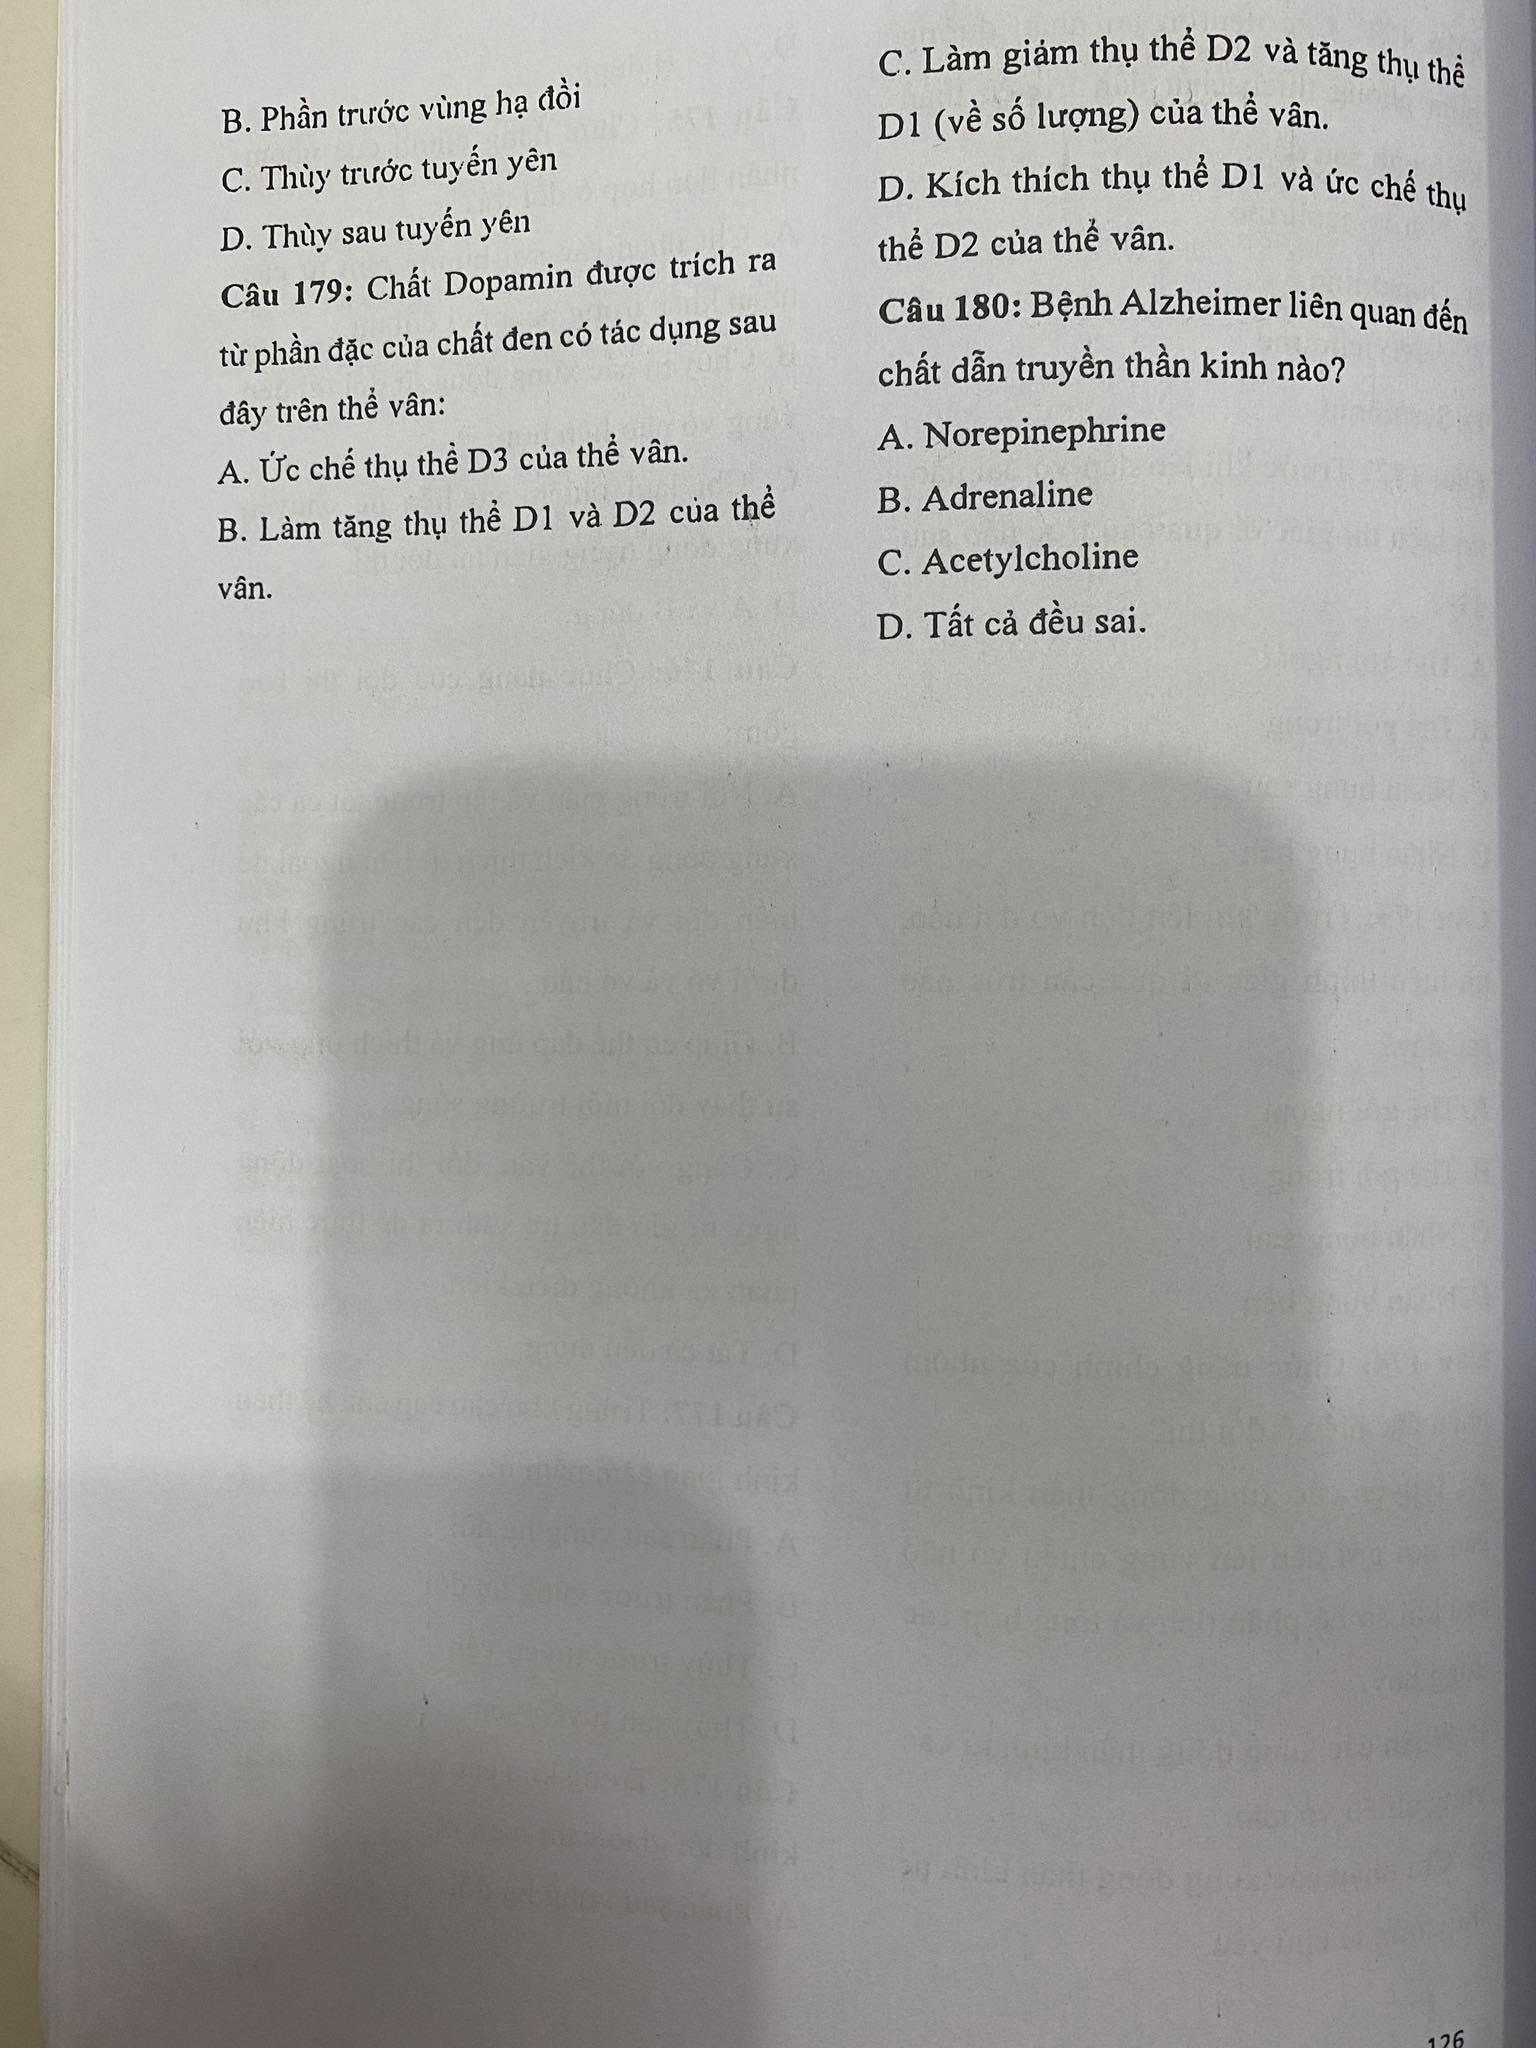 B. Phần trước vùng hạ đồi
C. Thùy trước tuyến yên
D. Thùy sau tuyến yên
Câu 179: Chất Dopamin được trích ra
từ phần đặc của chất đen có tác dụng sau
đây trên thể vân:
A. Ức chế thụ thể D3 của thể vân.
B. Làm tăng thụ thể D1 và D2 của thể
vân.
C. Làm giảm thụ thể D2 và tăng thụ thể
D1 (về số lượng) của thể vân.
D. Kích thích thụ thể D1 và ức chế thụ
thể D2 của thể vân.
Câu 180: Bệnh Alzheimer liên quan đến
chất dẫn truyền thần kinh nào?
A. Norepinephrine
B. Adrenaline
C. Acetylcholine
D. Tất cả đều sai.
126